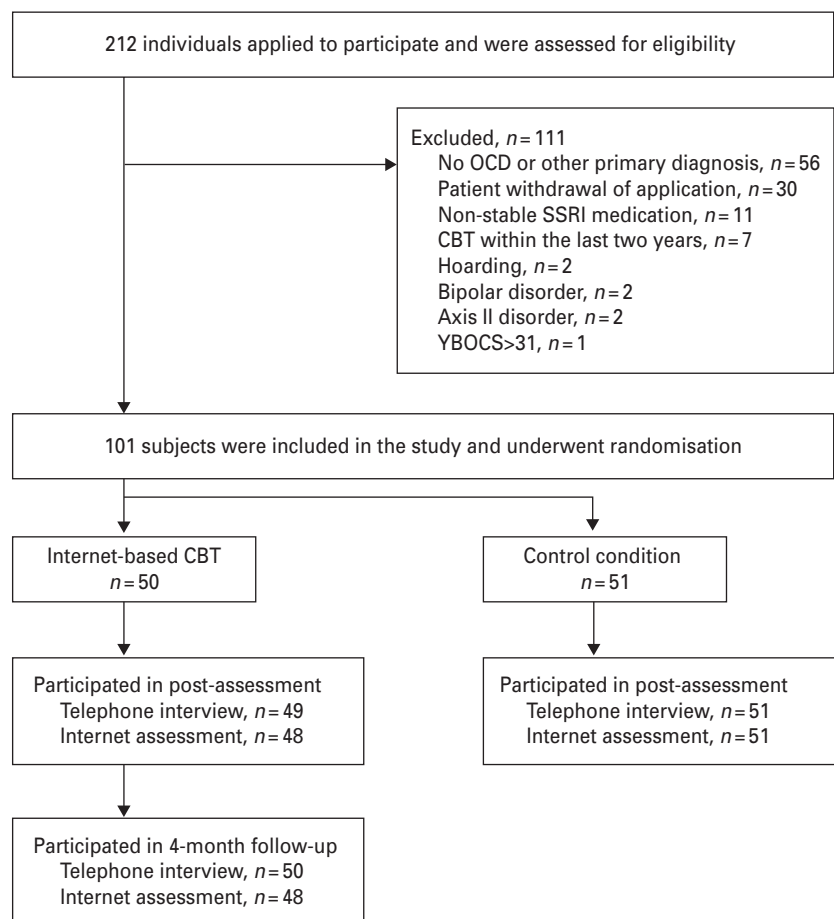 212 individuals applied to participate and were assessed for eligibility
Excluded, n=111
No OCD or other primary diagnosis, n=56
Patient withdrawal of application, n=30
Non-stable SSRI medication, n=11
CBT within the last two years, n=7
Hoarding, n=2
Bipolar disorder, n=2
Axis II disorder, n=2
YBOCS>31, n=1
101 subjects were included in the study and underwent randomisation
Internet-based CBT
n=50
Control condition
n=51
Participated in post-assessment
Telephone interview, n=49
Internet assessment, n=48
Participated in post-assessment
Telephone interview, n=51
Internet assessment, n=51
Participated in 4-month follow-up
Telephone interview, n=50
Internet assessment, n=48